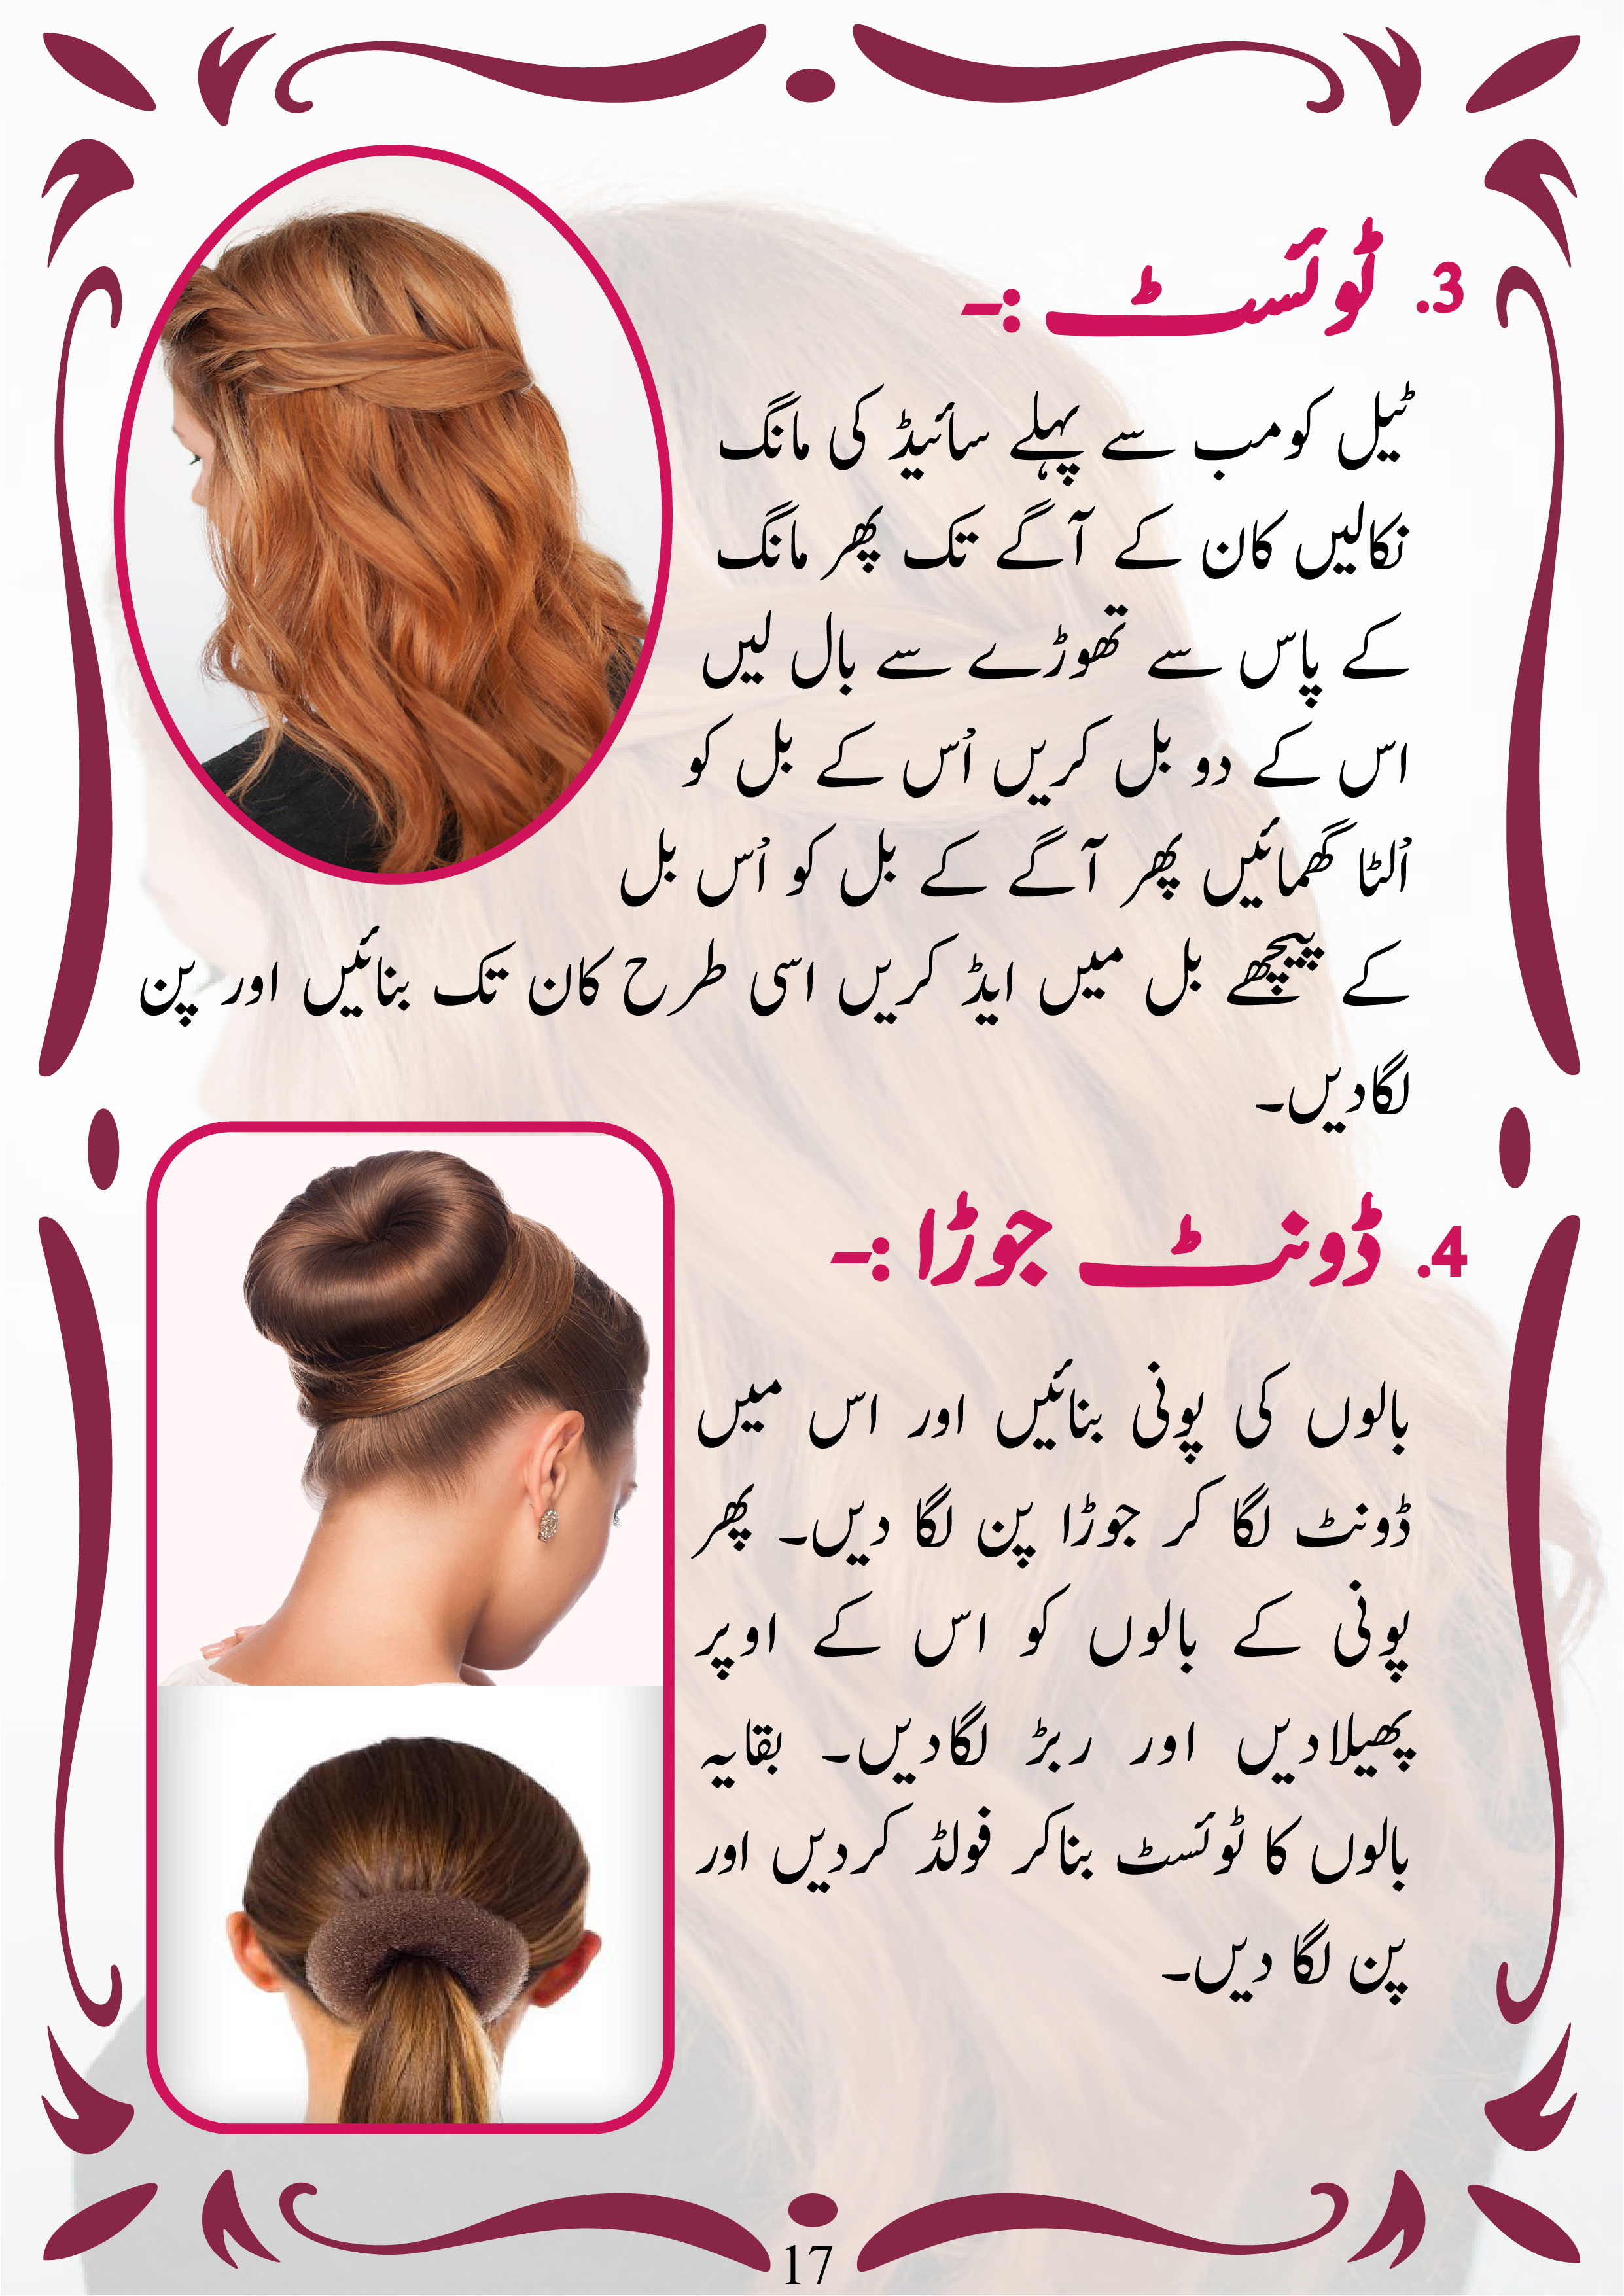 3. ٹوئسٹ :-
ٹیل کومب سے پہلے سائیڈ کی مانگ
نکالیں کان کے آگے تک پھر مانگ
کے پاس سے تھوڑے سے بال لیں
اس کے دو بل کریں اُس کے بل کو
اُلٹا گھمائیں پھر آگے کے بل کو اُس بل
کے پیچھے بل میں ایڈ کریں اسی طرح کان تک بنائیں اور پن
لگادیں۔
4. ڈونٹ جوڑا :-
بالوں کی پونی بنائیں اور اس میں
ڈونٹ لگا کر جوڑا پن لگا دیں۔ پھر
پونی کے بالوں کو اس کے اوپر
پھیلادیں اور ربڑ لگادیں۔ بقایہ
بالوں کا ٹوئسٹ بناکر فولڈ کردیں اور
پن لگا دیں۔
17